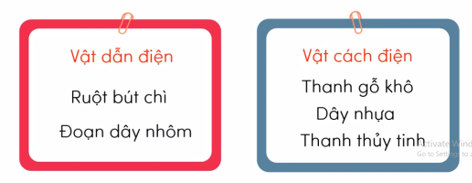 Vật dẫn điện
Ruột bút chì
Đoạn dây nhôm
Vật cách điện
Thanh gỗ khô
Dây nhựa
Thanh thủy tinh